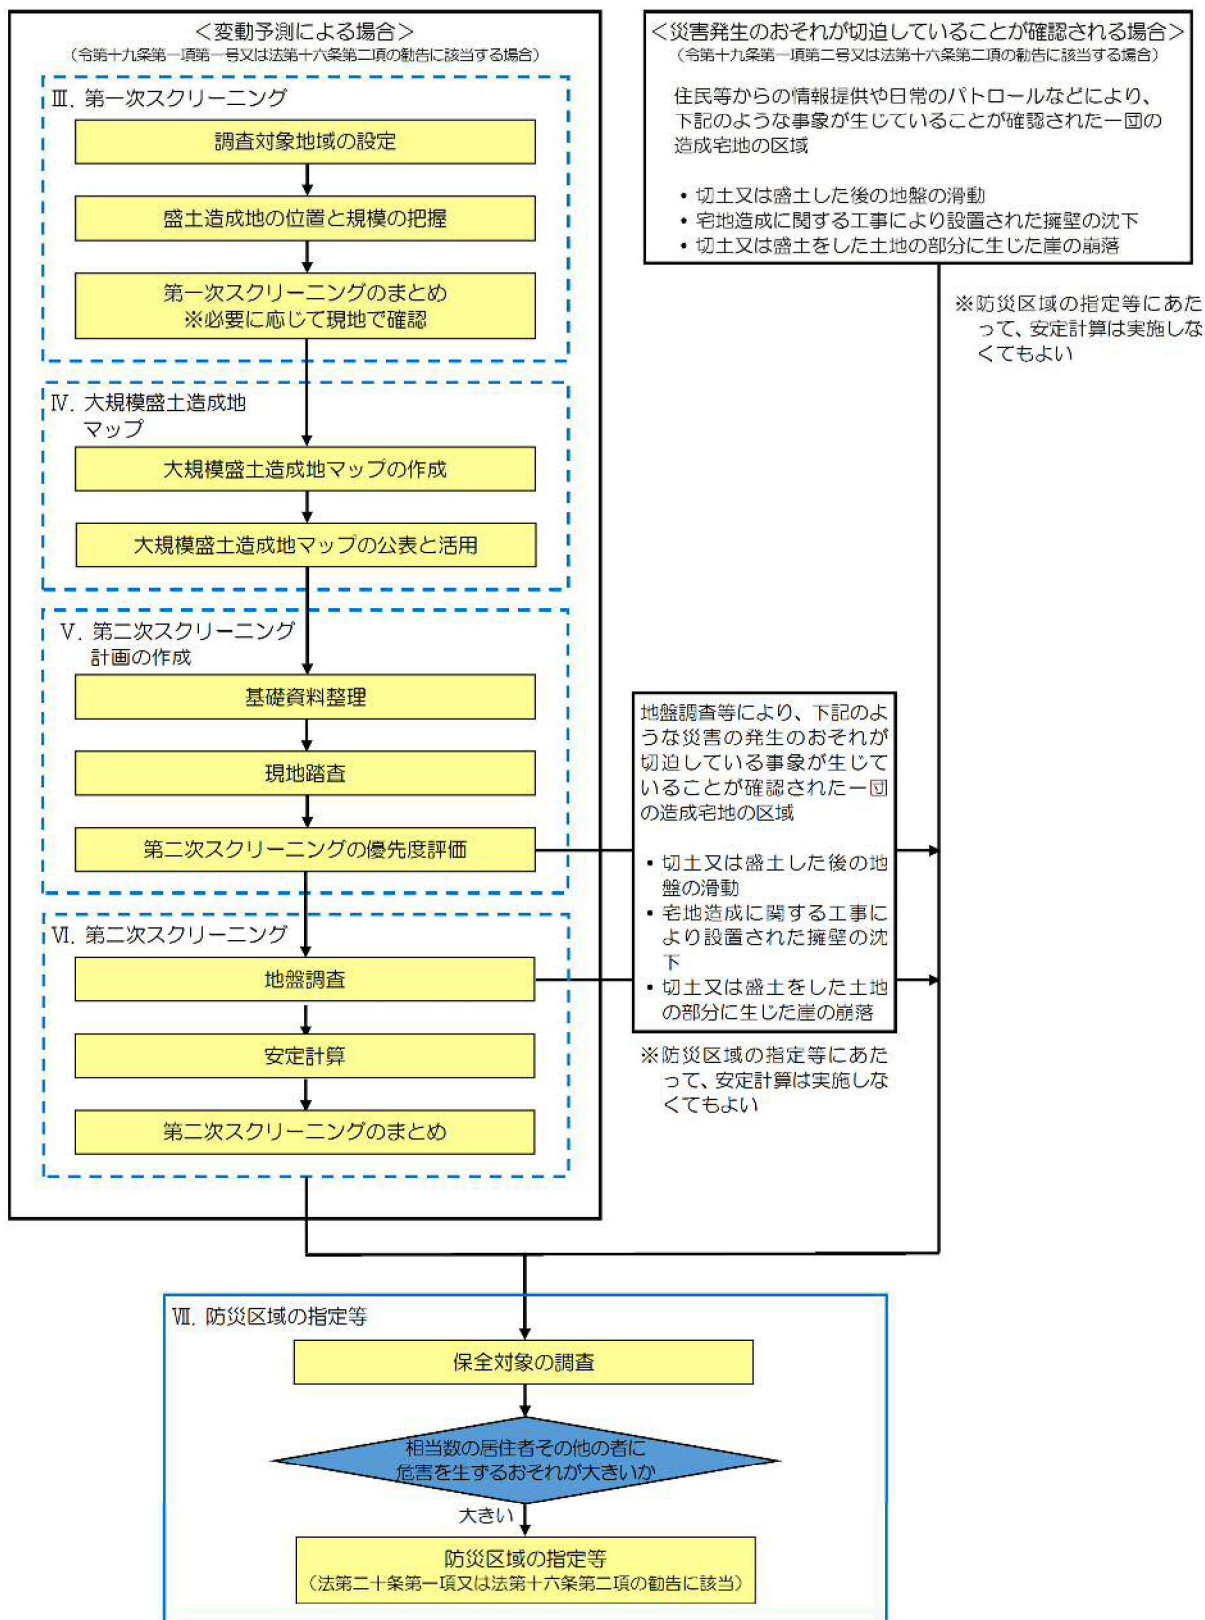 ＜変動予測による場合＞
（令第十九条第一項第一号又は法第十六条第二項の勧告に該当する場合）
Ⅲ．第一次スクリーニング
調査対象地域の設定
盛土造成地の位置と規模の把握
第一次スクリーニングのまとめ
※必要に応じて現地で確認
Ⅳ．大規模盛土造成地
マップ
大規模盛土造成地マップの作成
大規模盛土造成地マップの公表と活用
Ⅴ．第二次スクリーニング
計画の作成
基礎資料整理
現地踏査
第二次スクリーニングの優先度評価
Ⅵ．第二次スクリーニング
地盤調査
安定計算
第二次スクリーニングのまとめ
＜災害発生のおそれが切迫していることが確認される場合＞
（令第十九条第一項第二号又は法第十六条第二項の勧告に該当する場合）
住民等からの情報提供や日常のパトロールなどにより、
下記のような事象が生じていることが確認された一団の
造成宅地の区域
・切土又は盛土した後の地盤の滑動
・宅地造成に関する工事により設置された擁壁の沈下
・切土又は盛土をした土地の部分に生じた崖の崩落
※防災区域の指定等にあた
って、安定計算は実施しな
くてもよい
地盤調査等により、下記のよ
うな災害の発生のおそれが
切迫している事象が生じて
いることが確認された一団
の造成宅地の区域
・切土又は盛土した後の地
盤の滑動
・宅地造成に関する工事に
より設置された擁壁の沈
下
・切土又は盛土をした土地
の部分に生じた崖の崩落
※防災区域の指定等にあた
って、安定計算は実施しな
くてもよい
Ⅶ．防災区域の指定等
保全対象の調査
相当数の居住者その他の者に
危害を生ずるおそれが大きいか
大きい
防災区域の指定等
（法第二十条第一項又は法第十六条第二項の勧告に該当）